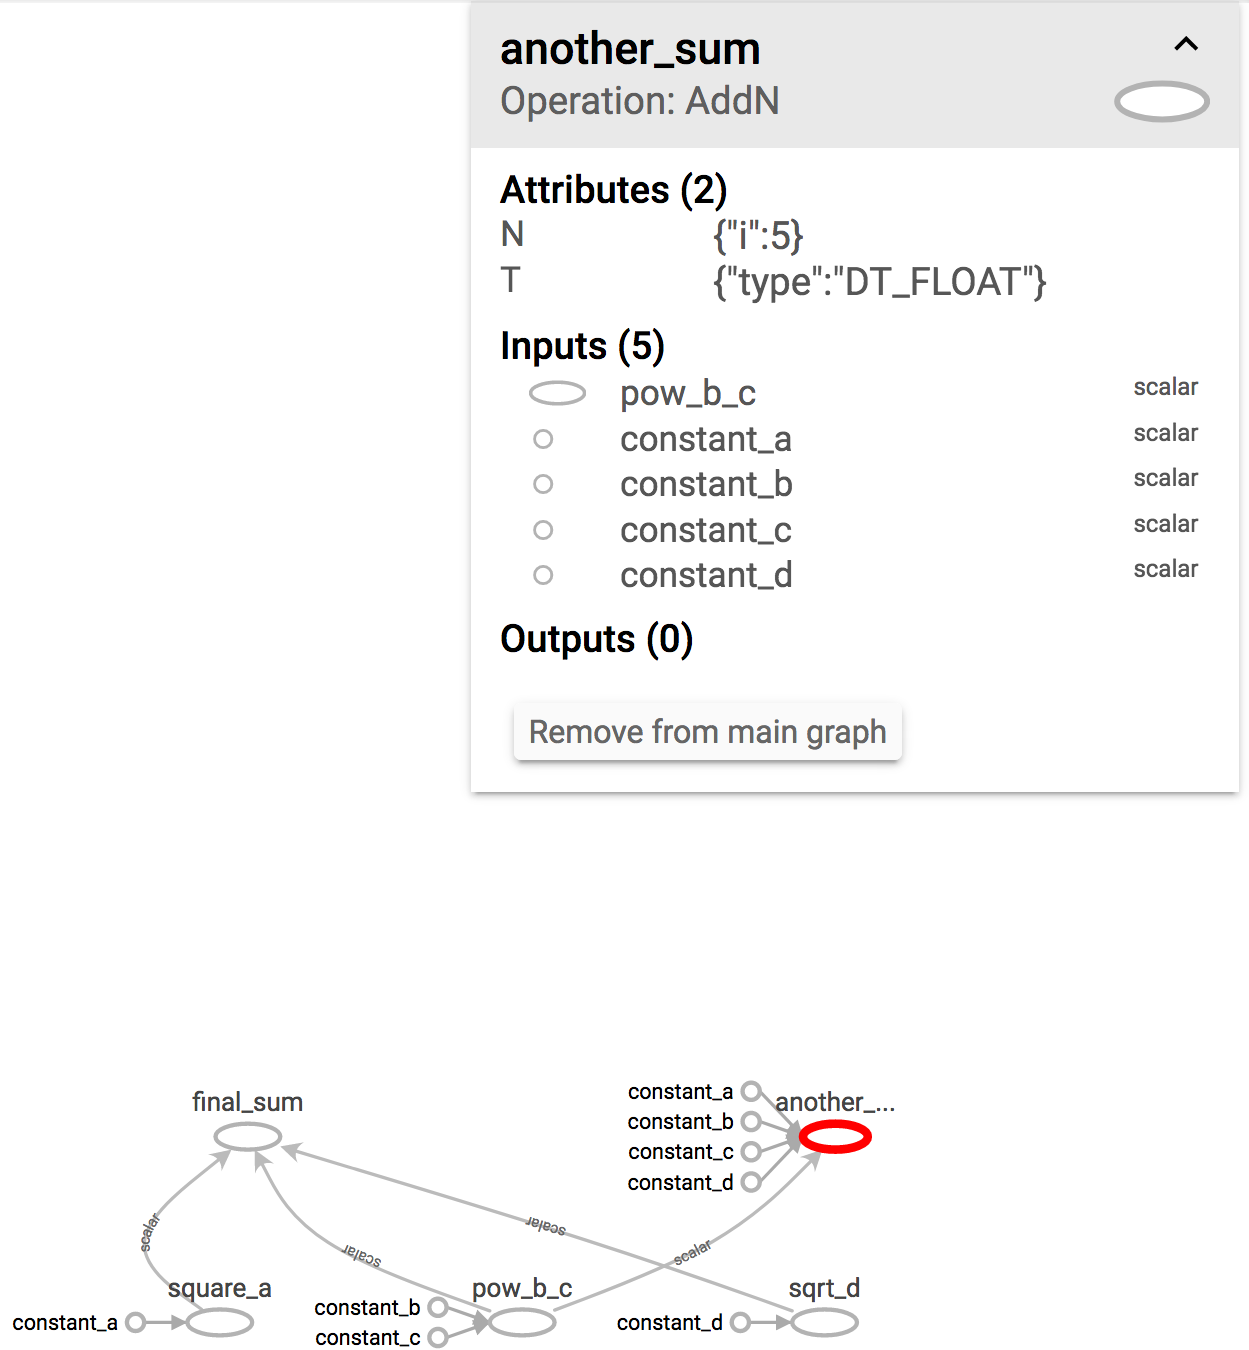 another_sum
Operation: AddN
Attributes (2)
N {"i":5}
T {"type":"DT_FLOAT"}
Inputs (5)
pow_b_c scalar
constant_a scalar
constant_b scalar
constant_c scalar
constant_d scalar
Outputs (0)
Remove from main graph
final_sum
constant_a
another_...
constant_b
constant_c
constant_d
scalar
scalar
scalar
scalar
square_a
pow_b_c
sqrt_d
constant_a
constant_b
constant_c
constant_d